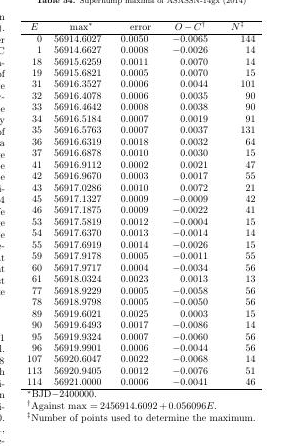 Table 54. Superhump maxima of ASASSN-14gx (2014)
E max* error O − C† N‡
0 56914.6027 0.0050 −0.0065 144
1 56914.6627 0.0008 −0.0026 14
18 56915.6259 0.0011 0.0070 14
19 56915.6821 0.0005 0.0070 15
31 56916.3527 0.0006 0.0044 101
32 56916.4078 0.0006 0.0035 90
33 56916.4642 0.0008 0.0038 90
34 56916.5184 0.0007 0.0019 91
35 56916.5763 0.0007 0.0037 131
36 56916.6319 0.0018 0.0032 64
37 56916.6878 0.0010 0.0030 15
41 56916.9112 0.0002 0.0021 47
42 56916.9670 0.0003 0.0017 55
43 56917.0286 0.0010 0.0072 21
45 56917.1327 0.0009 −0.0009 42
46 56917.1875 0.0009 −0.0022 41
53 56917.5819 0.0012 −0.0004 15
54 56917.6370 0.0013 −0.0014 14
55 56917.6919 0.0014 −0.0026 15
59 56917.9178 0.0005 −0.0011 55
60 56917.9717 0.0004 −0.0034 56
61 56918.0324 0.0023 0.0013 13
77 56918.9229 0.0005 −0.0058 56
78 56918.9798 0.0005 −0.0050 56
89 56919.6021 0.0025 0.0003 15
90 56919.6493 0.0017 −0.0086 14
95 56919.9324 0.0007 −0.0060 56
96 56919.9901 0.0006 −0.0044 56
107 56920.6047 0.0022 −0.0068 14
113 56920.9405 0.0012 −0.0076 51
114 56921.0000 0.0006 −0.0041 46
*BJD−2400000.
†Against max = 2456914.6092 + 0.056096E.
‡Number of points used to determine the maximum.